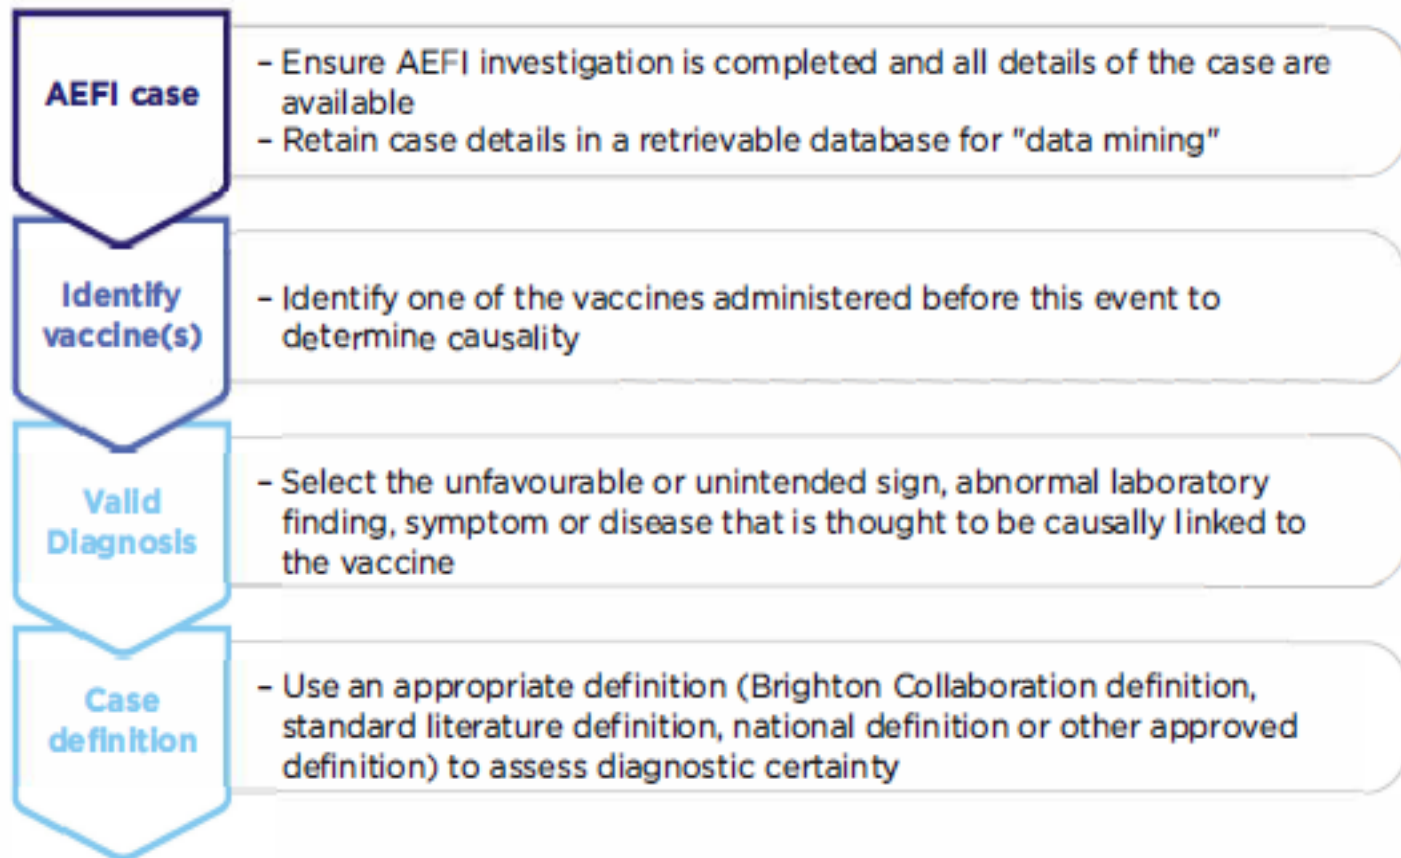 AEFI case
– Ensure AEFI investigation is completed and all details of the case are
available
– Retain case details in a retrievable database for "data mining"
Identify
vaccine(s)
– Identify one of the vaccines administered before this event to
determine causality
Valid
Diagnosis
– Select the unfavourable or unintended sign, abnormal laboratory
finding, symptom or disease that is thought to be causally linked to
the vaccine
Case
definition
– Use an appropriate definition (Brighton Collaboration definition,
standard literature definition, national definition or other approved
definition) to assess diagnostic certainty